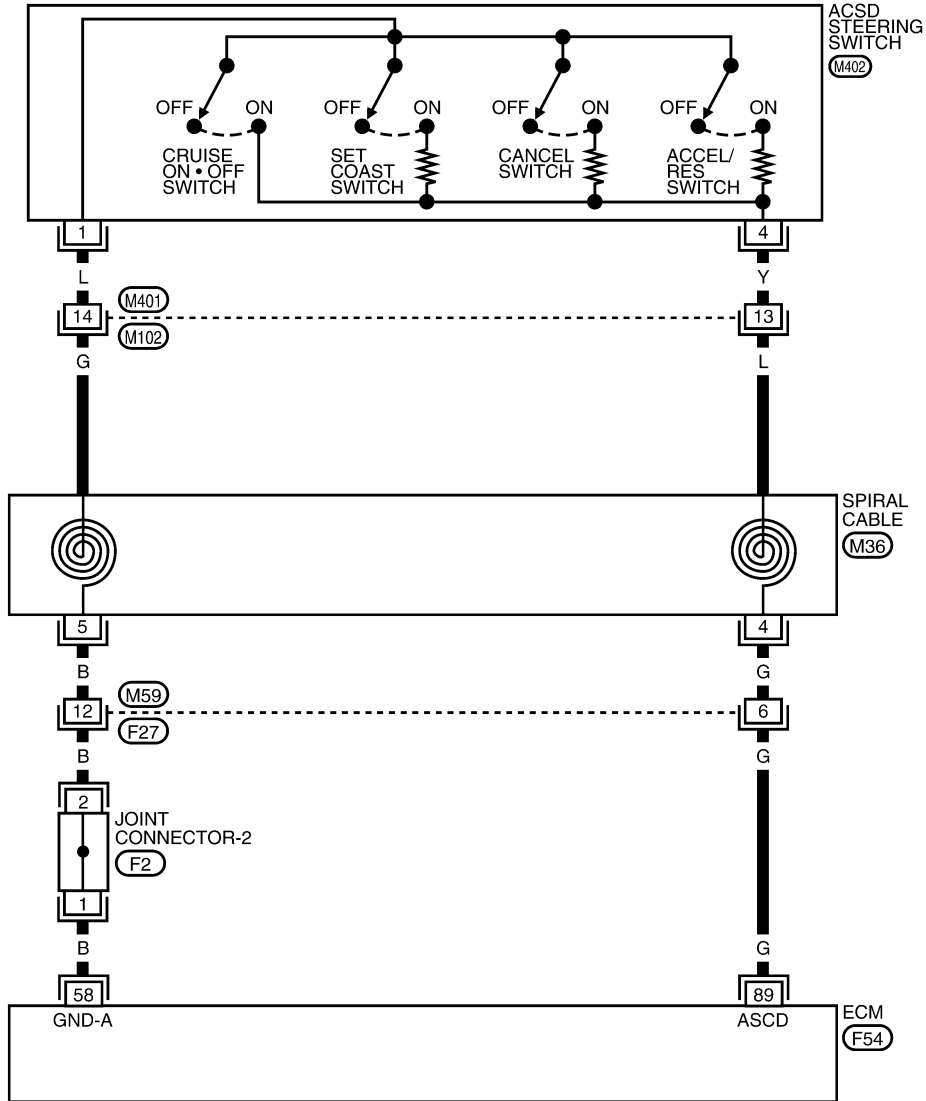 ACSD
STEERING
SWITCH
M402
OFF ON
OFF ON
OFF ON
OFF ON
CRUISE
ON • OFF
SWITCH
SET
COAST
SWITCH
CANCEL
SWITCH
ACCEL/
RES
SWITCH
1
4
L
Y
M401
14
13
M102
G
L
SPIRAL
CABLE
M36
5
4
B
G
M59
12
6
F27
B
G
2
JOINT
CONNECTOR-2
F2
1
B
G
58
89
GND-A
ASCD
ECM
F54